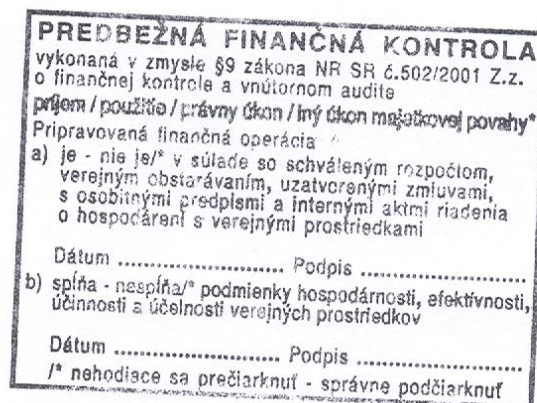 PREDBEŽNÁ FINANČNÁ KONTROLA
vykonaná v zmysle §9 zákona NR SR č.502/2001 Z.z.
o finančnej kontrole a vnútornom audite
príjem / použitie / právny úkon / iný úkon majetkovej povahy*
Pripravovaná finančná operácia
a) je - nie je/* v súlade so schváleným rozpočtom,
verejným obstarávaním, uzatvorenými zmluvami,
s osobitnými predpismi a internými aktmi riadenia
o hospodárení s verejnými prostriedkami
Dátum ........................ Podpis ........................
b) spĺňa - nespĺňa/* podmienky hospodárnosti, efektívnosti,
účinnosti a účelnosti verejných prostriedkov
Dátum ........................ Podpis ........................
/* nehodiace sa prečiarknuť - správne podčiarknuť